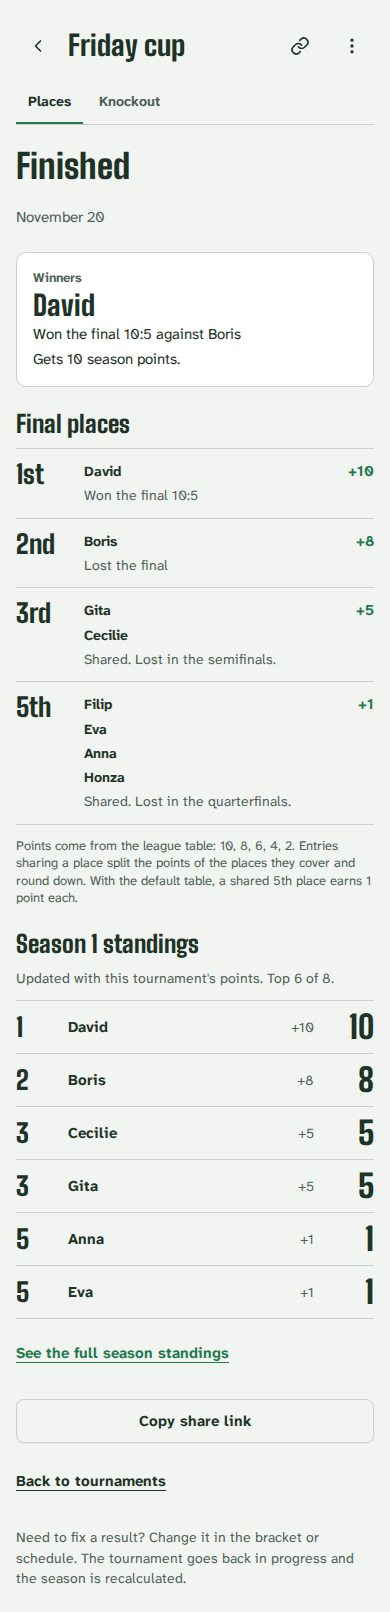 Friday cup
Places Knockout
Finished
November 20
Winners
David
Won the final 10:5 against Boris
Gets 10 season points.
Final places
1st David +10
Won the final 10:5
2nd Boris +8
Lost the final
3rd Gita +5
Cecilie
Shared. Lost in the semifinals.
5th Filip +1
Eva
Anna
Honza
Shared. Lost in the quarterfinals.
Points come from the league table: 10, 8, 6, 4, 2. Entries
sharing a place split the points of the places they cover and
round down. With the default table, a shared 5th place earns 1
point each.
Season 1 standings
Updated with this tournament's points. Top 6 of 8.
1 David +10 10
2 Boris +8 8
3 Cecilie +5 5
3 Gita +5 5
5 Anna +1 1
5 Eva +1 1
See the full season standings
Copy share link
Back to tournaments
Need to fix a result? Change it in the bracket or
schedule. The tournament goes back in progress and
the season is recalculated.